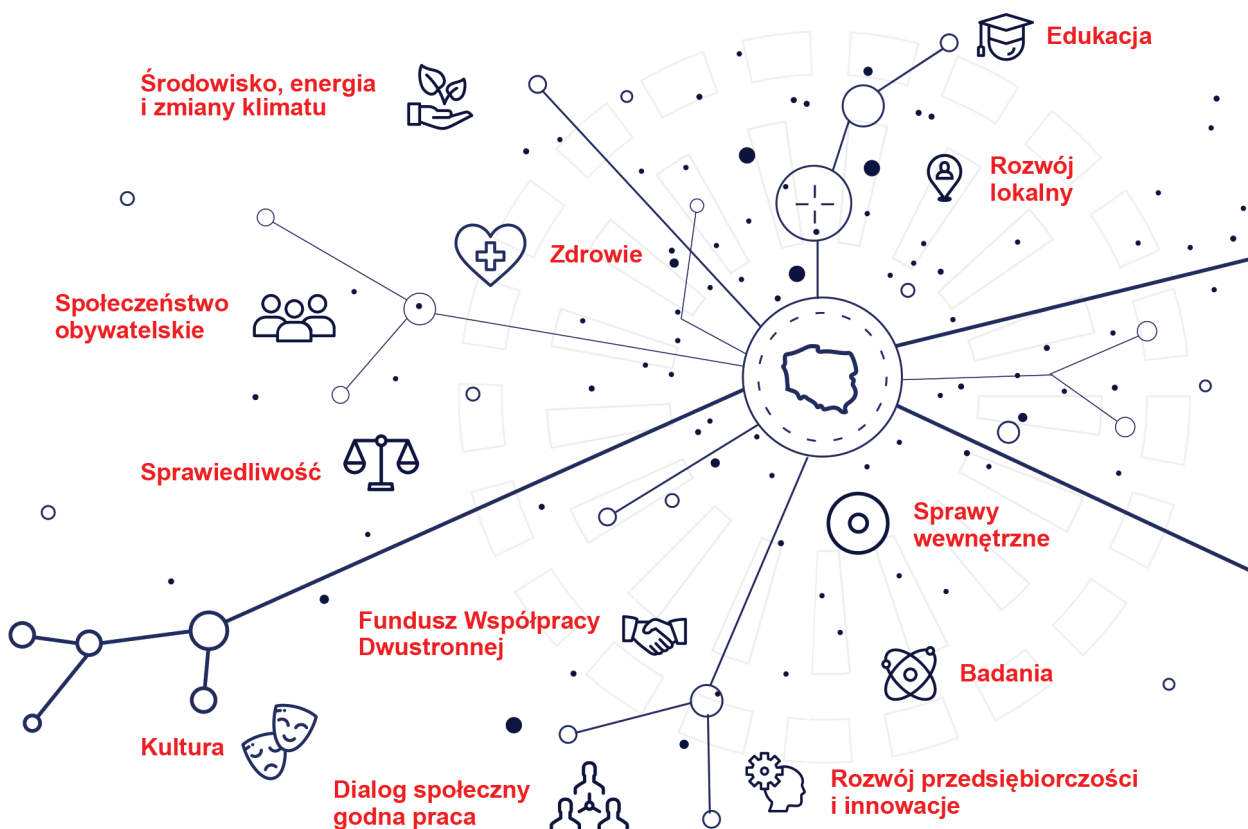 Edukacja
Środowisko, energia
i zmiany klimatu
Rozwój
lokalny
Zdrowie
Społeczeństwo
obywatelskie
Sprawiedliwość
Sprawy
wewnętrzne
Fundusz Współpracy
Dwustronnej
Badania
Kultura
Dialog społeczny
godna praca
Rozwój przedsiębiorczości
i innowacje